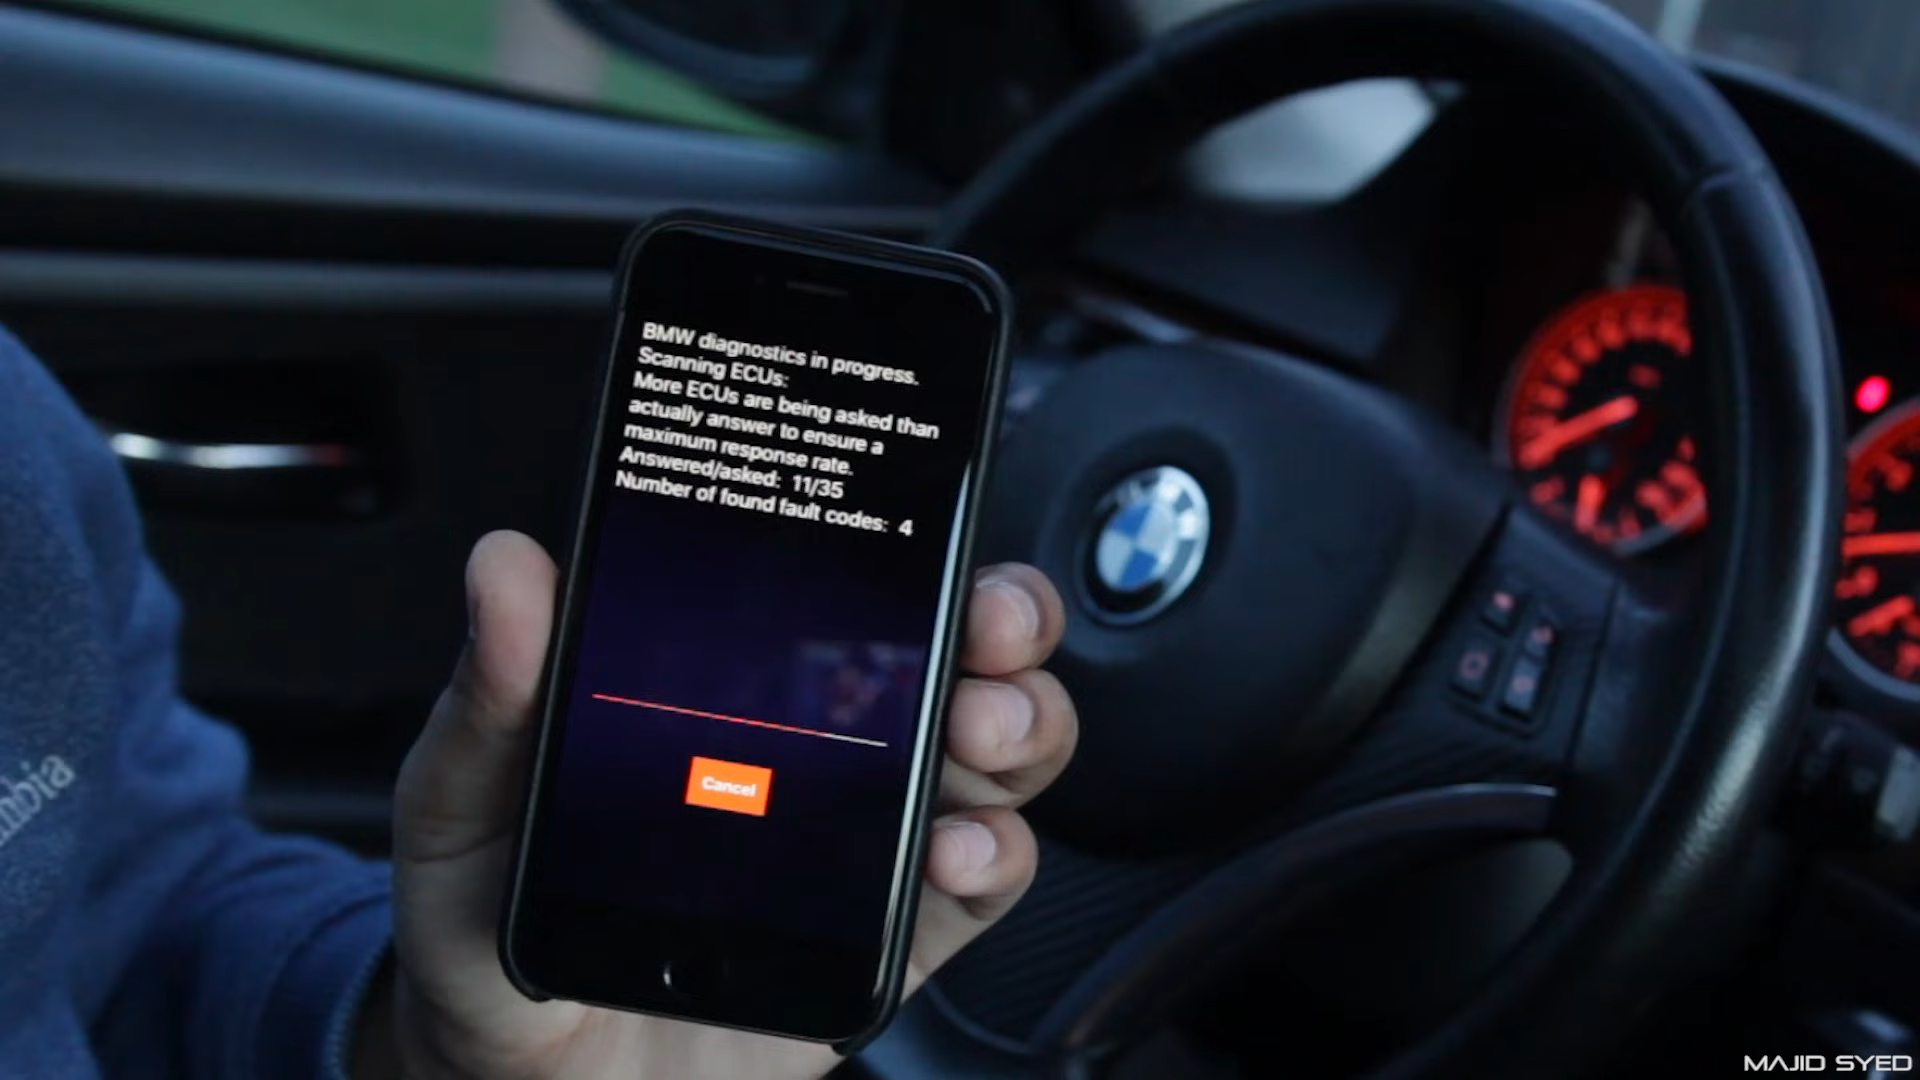 BMW diagnostics in progress.
Scanning ECUs:
More ECUs are being asked than
actually answer to ensure a
maximum response rate.
Answered/asked: 11/35
Number of found fault codes: 4
Cancel
mbia
MAJID SYED